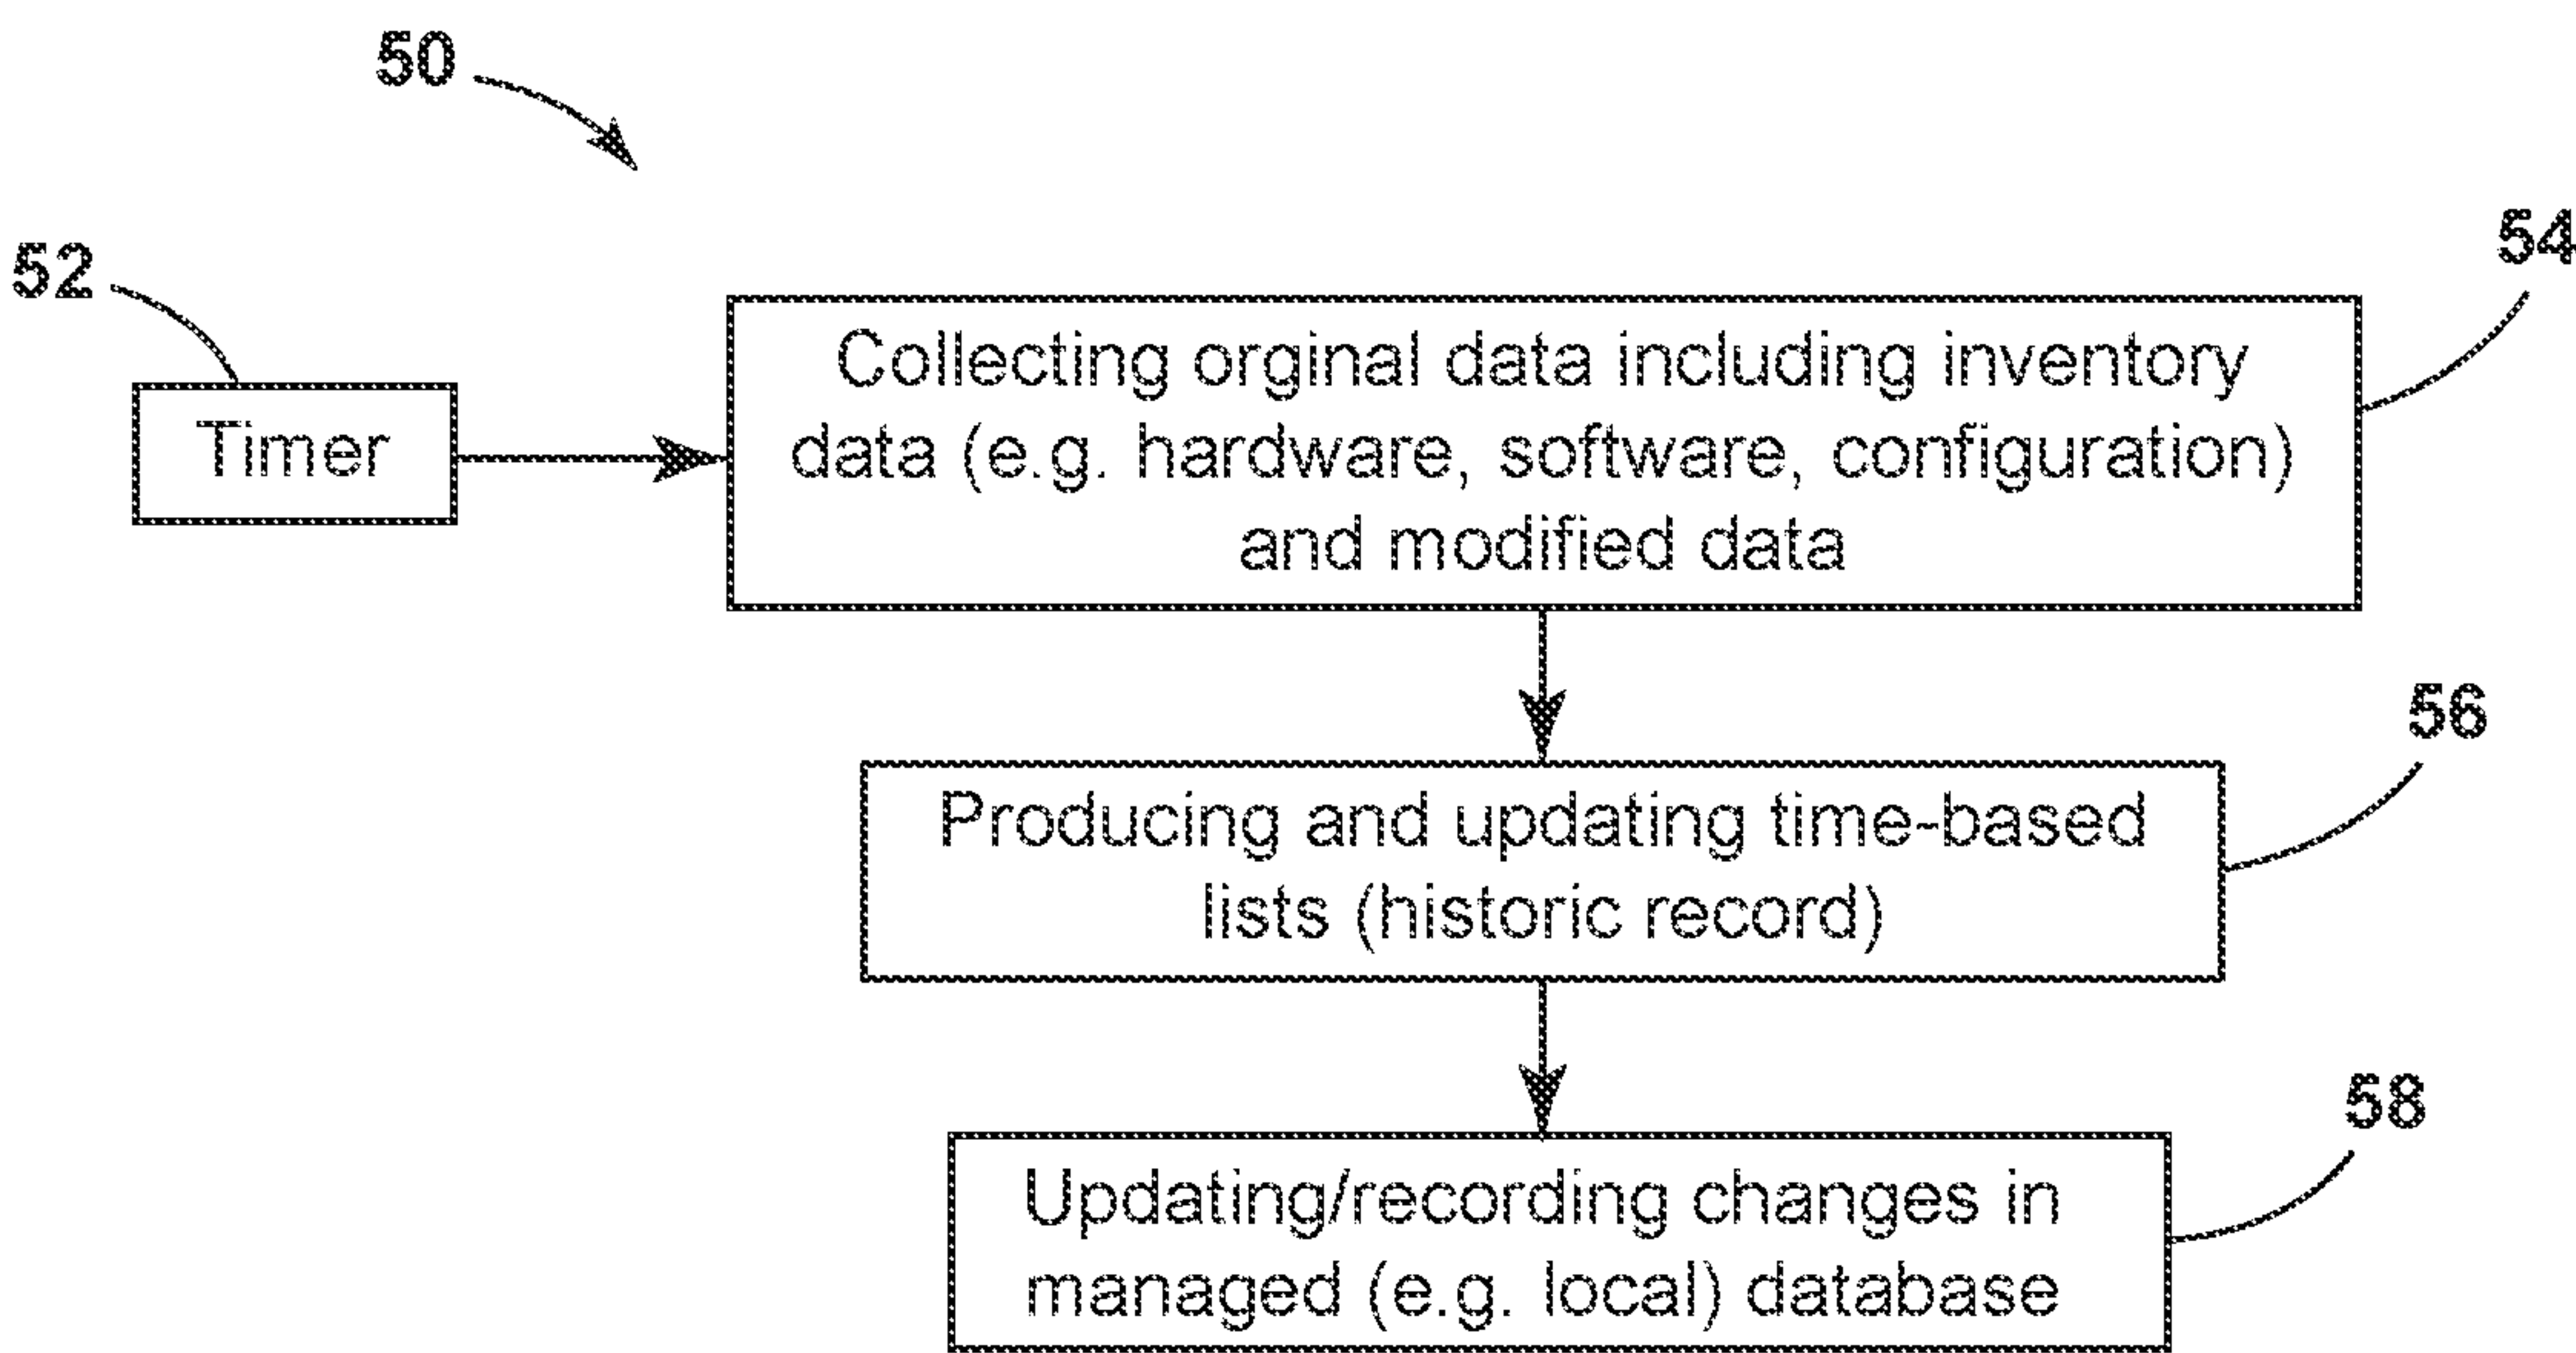 50
52
54
Timer
Collecting orginal data including inventory
data (e.g. hardware, software, configuration)
and modified data
56
Producing and updating time-based
lists (historic record)
58
Updating/recording changes in
managed (e.g. local) database